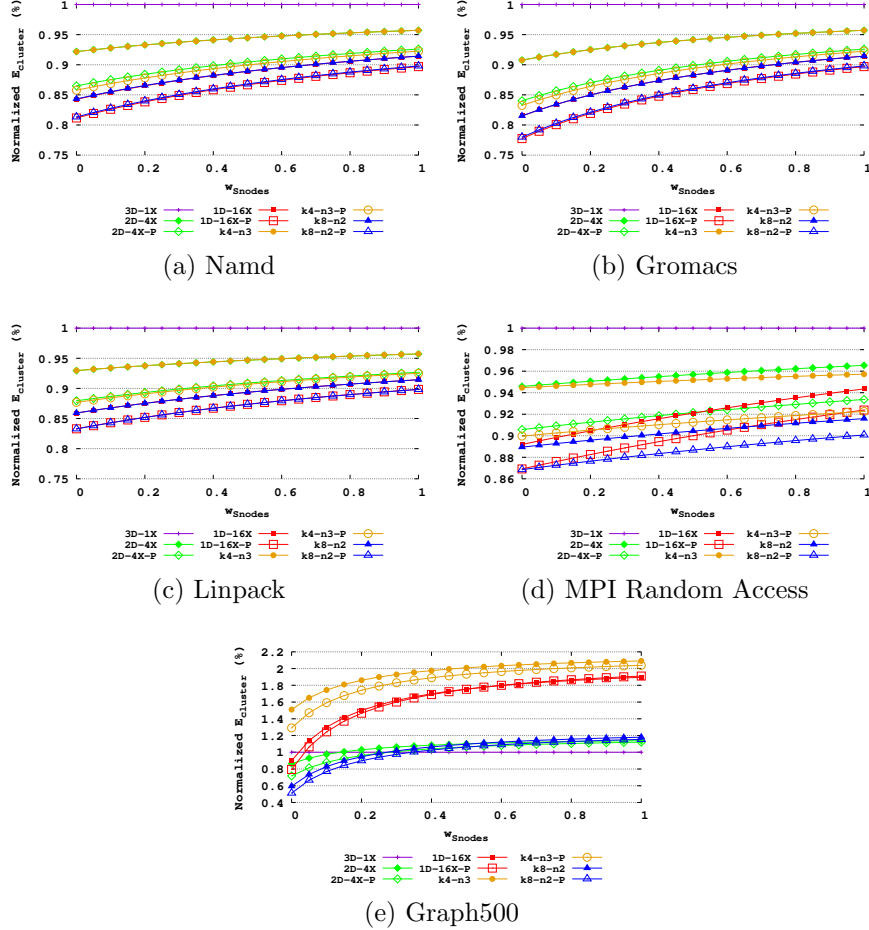 Normalized E_Cluster (%)
1
0.95
0.9
0.85
0.8
0.75
0 0.2 0.4 0.6 0.8 1
w_Snodes
3D-1X 1D-16X k4-n3-P
2D-4X 1D-16X-P k8-n2
2D-4X-P k4-n3 k8-n2-P
(a) Namd
Normalized E_Cluster (%)
1
0.95
0.9
0.85
0.8
0.75
0 0.2 0.4 0.6 0.8 1
w_Snodes
3D-1X 1D-16X k4-n3-P
2D-4X 1D-16X-P k8-n2
2D-4X-P k4-n3 k8-n2-P
(b) Gromacs
Normalized E_cluster (%)
1
0.95
0.9
0.85
0.8
0 0.2 0.4 0.6 0.8 1
w_Snodes
3D-1X 1D-16X k4-n3-P
2D-4X 1D-16X-P k8-n2
2D-4X-P k4-n3 k8-n2-P
(c) Linpack
Normalized E_cluster (%)
1
0.98
0.96
0.94
0.92
0.9
0.88
0.86
0 0.2 0.4 0.6 0.8 1
w_Snodes
3D-1X 1D-16X k4-n3-P
2D-4X 1D-16X-P k8-n2
2D-4X-P k4-n3 k8-n2-P
(d) MPI Random Access
Normalized E_cluster (%)
2.2
2
1.8
1.6
1.4
1.2
1
0.8
0.6
0.4
0 0.2 0.4 0.6 0.8 1
w_Snodes
3D-1X 1D-16X k4-n3-P
2D-4X 1D-16X-P k8-n2
2D-4X-P k4-n3 k8-n2-P
(e) Graph500